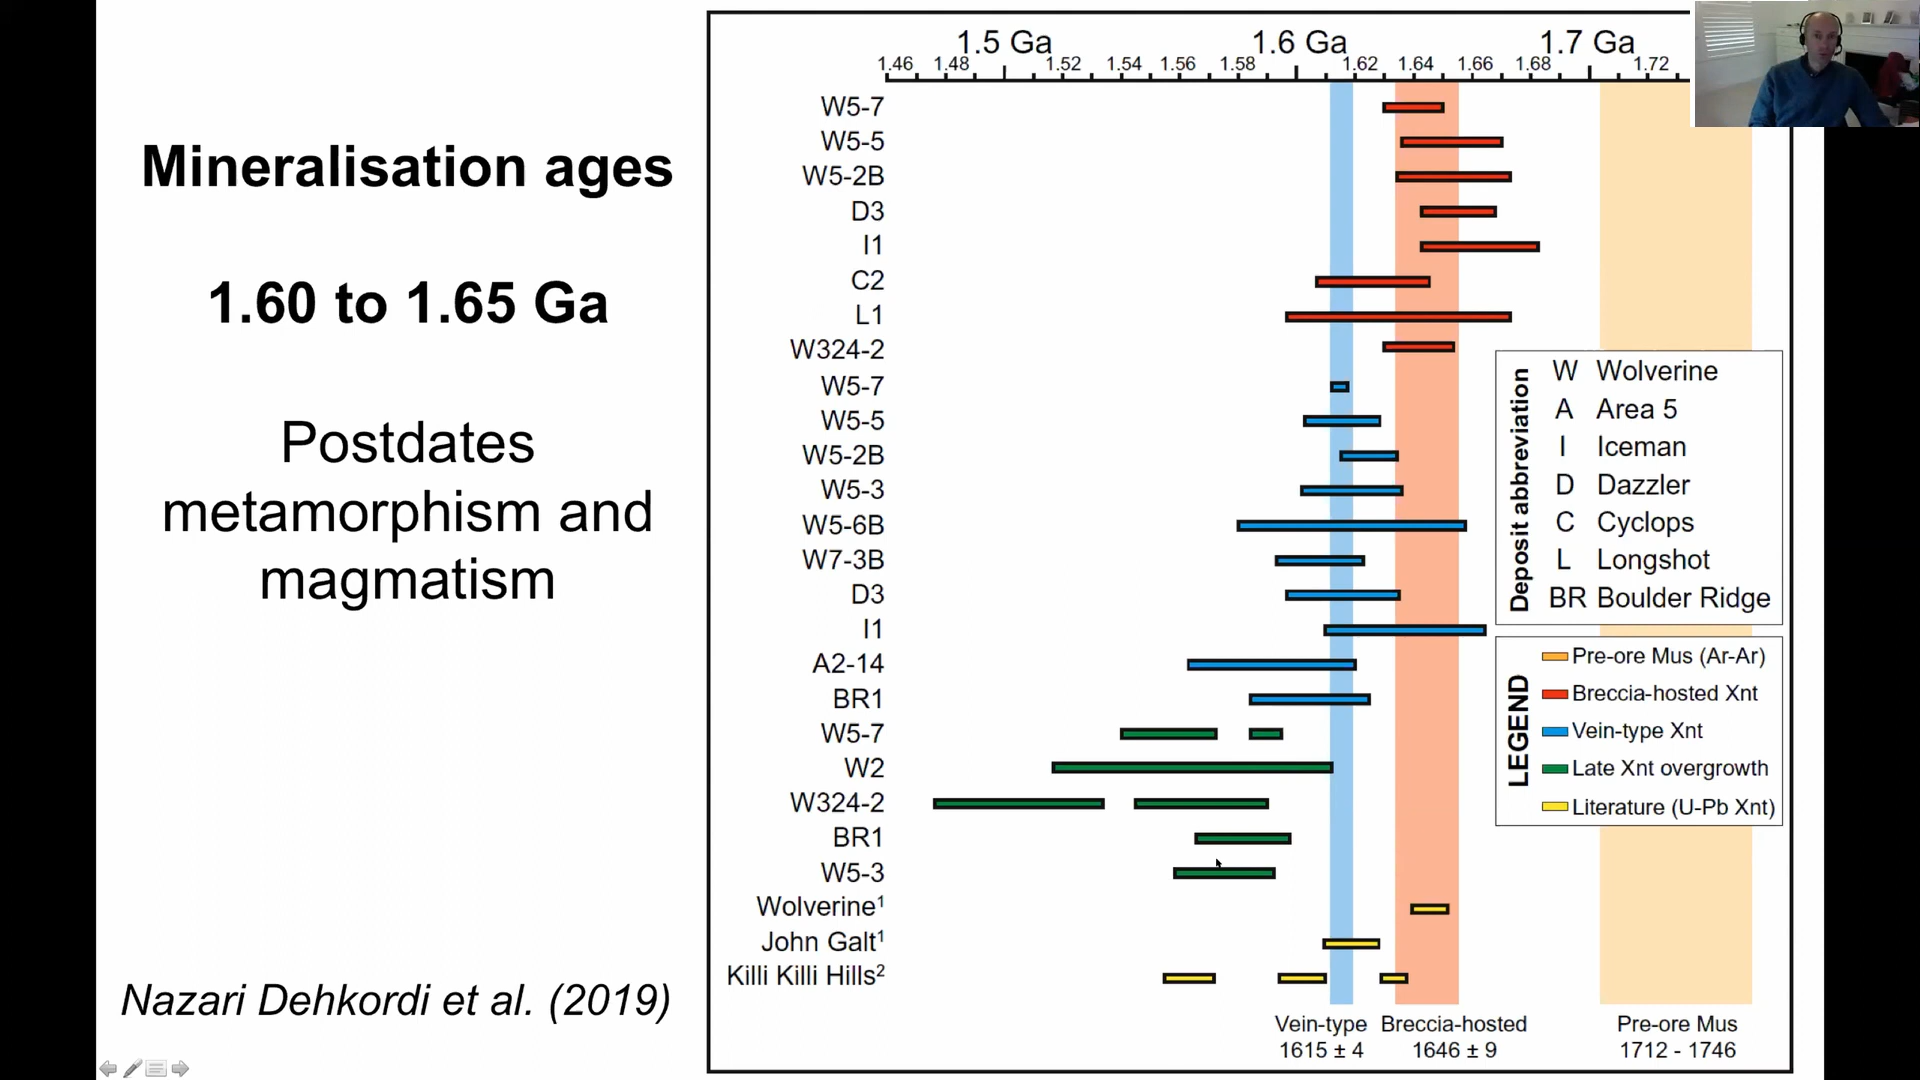 Mineralisation ages
1.60 to 1.65 Ga
Postdates
metamorphism and
magmatism
Nazari Dehkordi et al. (2019)
1.5 Ga 1.6 Ga 1.7 Ga
1.46 1.48 1.52 1.54 1.56 1.58 1.62 1.64 1.66 1.68 1.72
W5-7
W5-5
W5-2B
D3
I1
C2
L1
W324-2
W5-7
W5-5
W5-2B
W5-3
W5-6B
W7-3B
D3
I1
A2-14
BR1
W5-7
W2
W324-2
BR1
W5-3
Wolverine¹
John Galt¹
Killi Killi Hills²
Deposit abbreviation
W Wolverine
A Area 5
I Iceman
D Dazzler
C Cyclops
L Longshot
BR Boulder Ridge
LEGEND
Pre-ore Mus (Ar-Ar)
Breccia-hosted Xnt
Vein-type Xnt
Late Xnt overgrowth
Literature (U-Pb Xnt)
Vein-type Breccia-hosted Pre-ore Mus
1615 ± 4 1646 ± 9 1712 - 1746